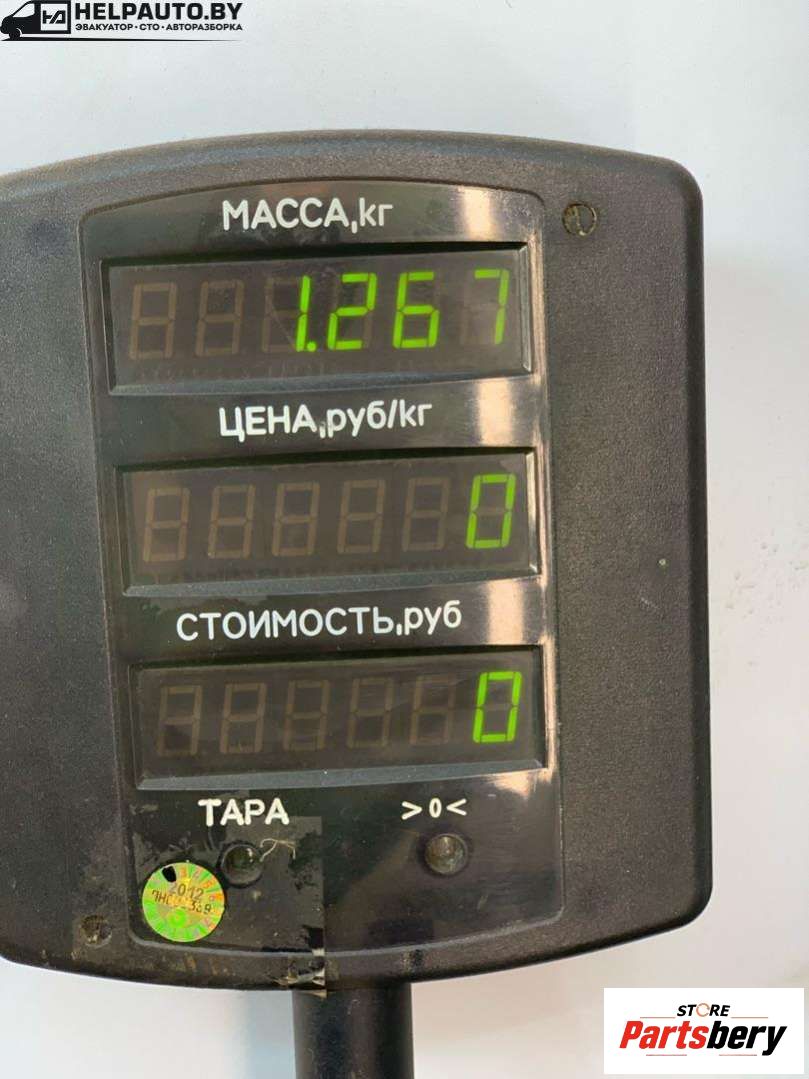 HELPAUTO.BY
ЭВАКУАТОР•СТО•АВТОРАЗБОРКА
МАССА,кг
1.267
ЦЕНА,руб/кг
0
СТОИМОСТЬ,руб
0
ТАРА >0<
2012
STORE
Partsbery